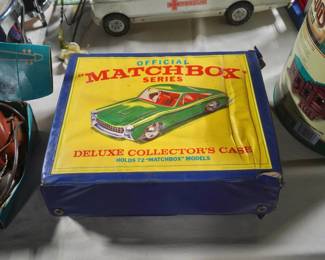 OFFICIAL
"MATCHBOX"
SERIES
DELUXE COLLECTOR'S CASE
HOLDS 72 "MATCHBOX" MODELS